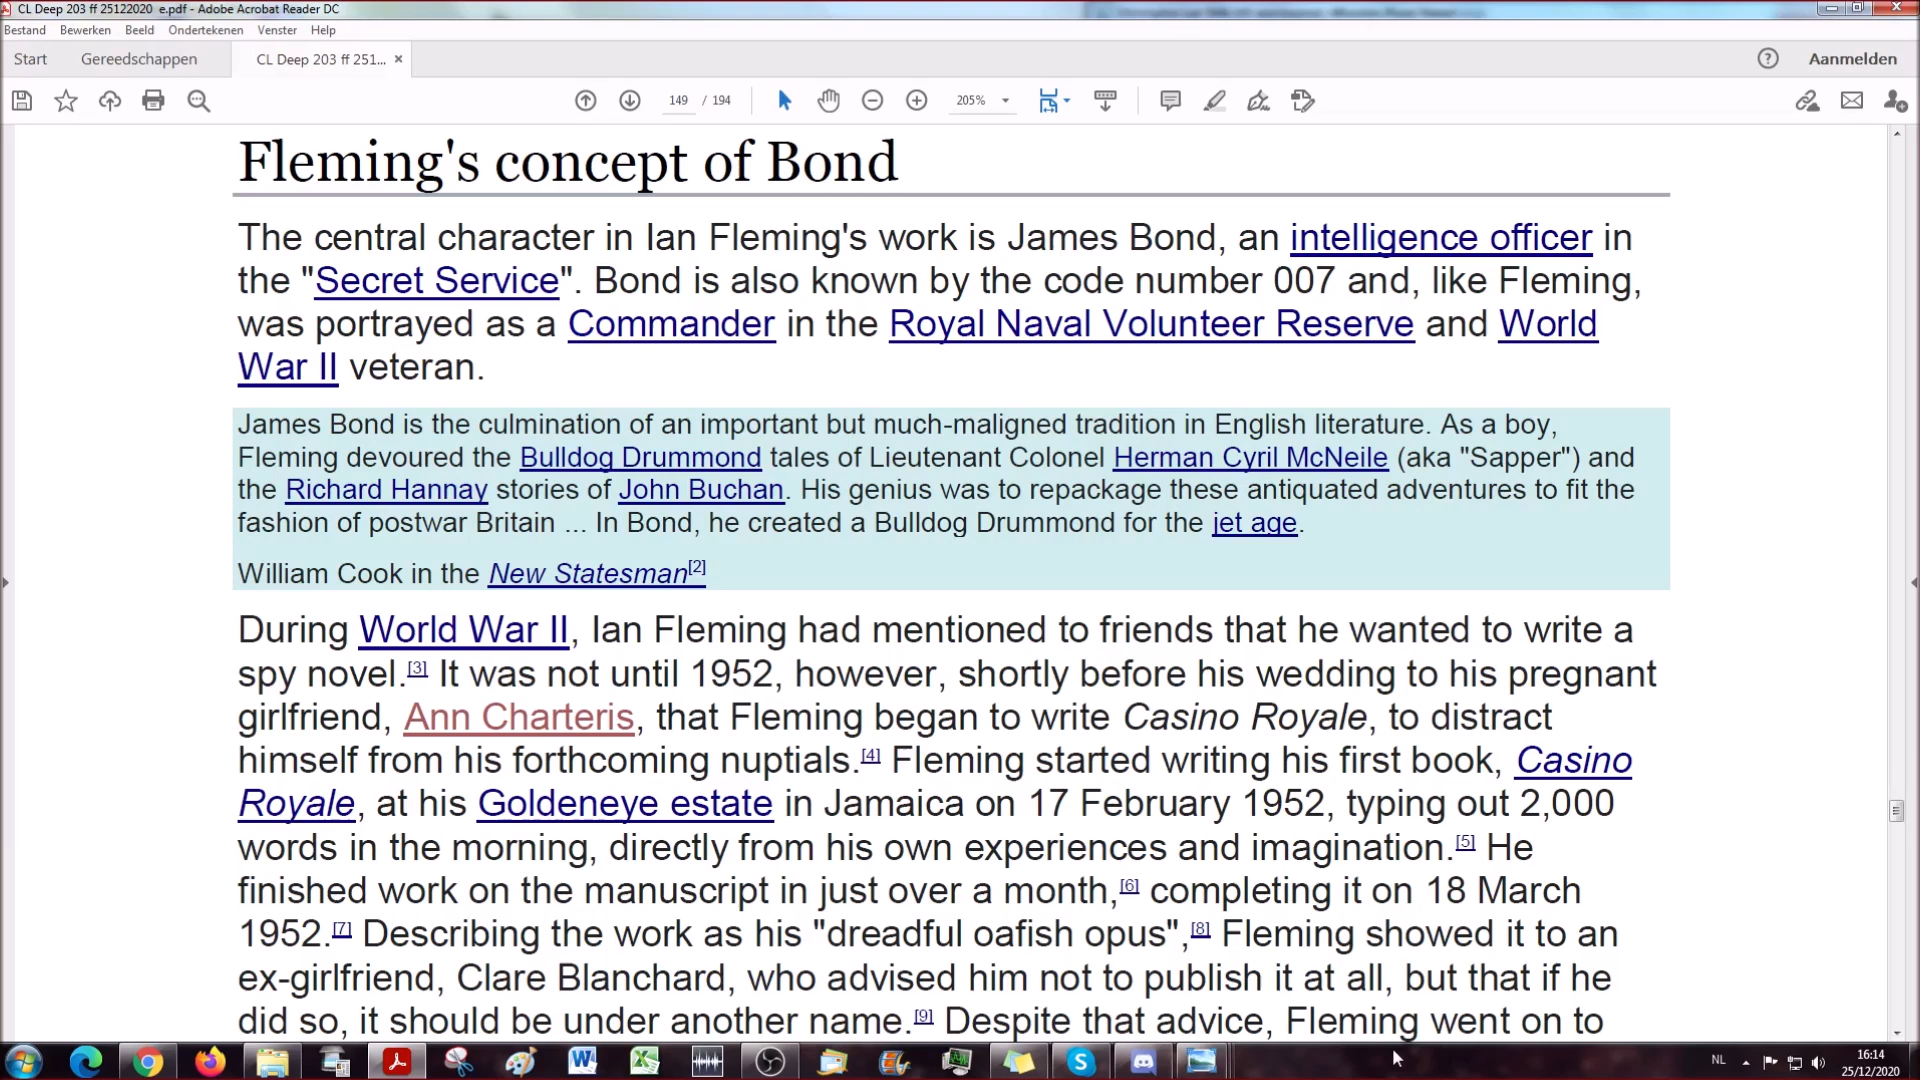 CL Deep 203 ff 25122020 e.pdf - Adobe Acrobat Reader DC
Bestand Bewerken Beeld Ondertekenen Venster Help
Start Gereedschappen CL Deep 203 ff 251... × Aanmelden
149 / 194 205%
Fleming's concept of Bond
The central character in Ian Fleming's work is James Bond, an intelligence officer in
the "Secret Service". Bond is also known by the code number 007 and, like Fleming,
was portrayed as a Commander in the Royal Naval Volunteer Reserve and World
War II veteran.
James Bond is the culmination of an important but much-maligned tradition in English literature. As a boy,
Fleming devoured the Bulldog Drummond tales of Lieutenant Colonel Herman Cyril McNeile (aka "Sapper") and
the Richard Hannay stories of John Buchan. His genius was to repackage these antiquated adventures to fit the
fashion of postwar Britain ... In Bond, he created a Bulldog Drummond for the jet age.
William Cook in the New Statesman[2]
During World War II, Ian Fleming had mentioned to friends that he wanted to write a
spy novel.[3] It was not until 1952, however, shortly before his wedding to his pregnant
girlfriend, Ann Charteris, that Fleming began to write Casino Royale, to distract
himself from his forthcoming nuptials.[4] Fleming started writing his first book, Casino
Royale, at his Goldeneye estate in Jamaica on 17 February 1952, typing out 2,000
words in the morning, directly from his own experiences and imagination.[5] He
finished work on the manuscript in just over a month,[6] completing it on 18 March
1952.[7] Describing the work as his "dreadful oafish opus",[8] Fleming showed it to an
ex-girlfriend, Clare Blanchard, who advised him not to publish it at all, but that if he
did so, it should be under another name.[9] Despite that advice, Fleming went on to
NL 16:14
25/12/2020